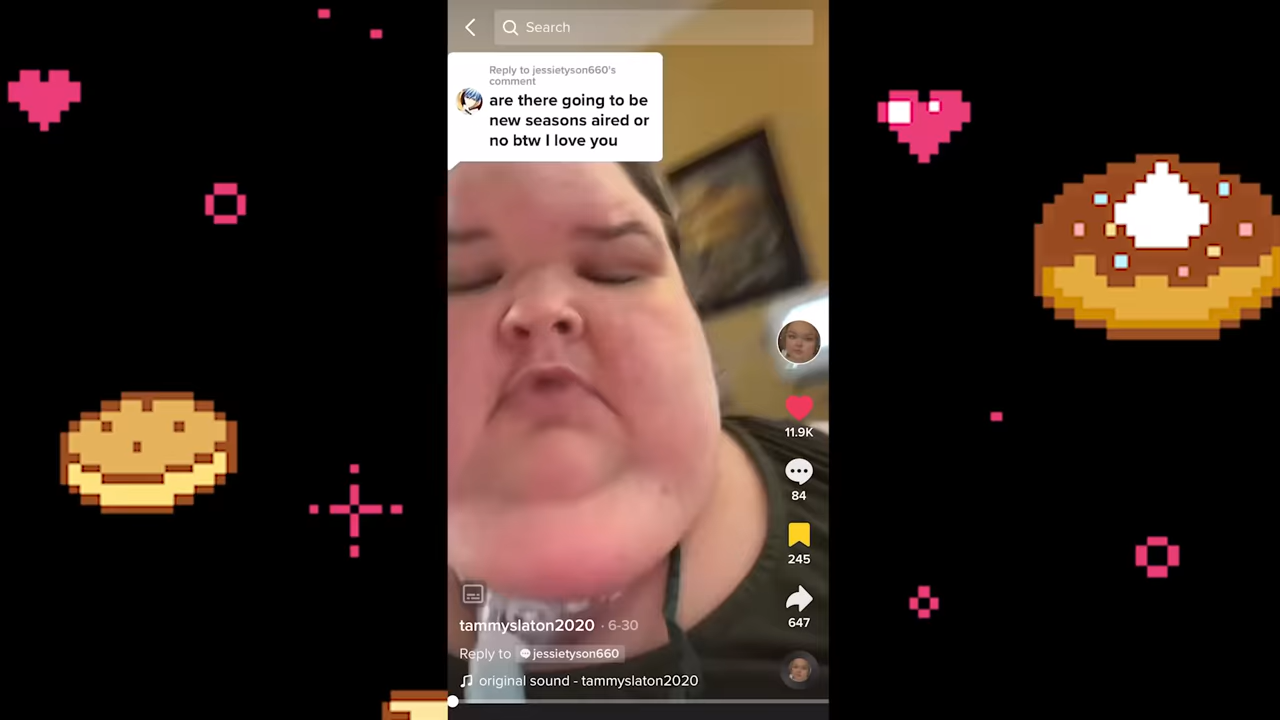 Search
Reply to jessietyson660's
comment
are there going to be
new seasons aired or
no btw I love you
11.9K
84
245
647
tammyslaton2020 · 6-30
Reply to jessietyson660
original sound - tammyslaton2020